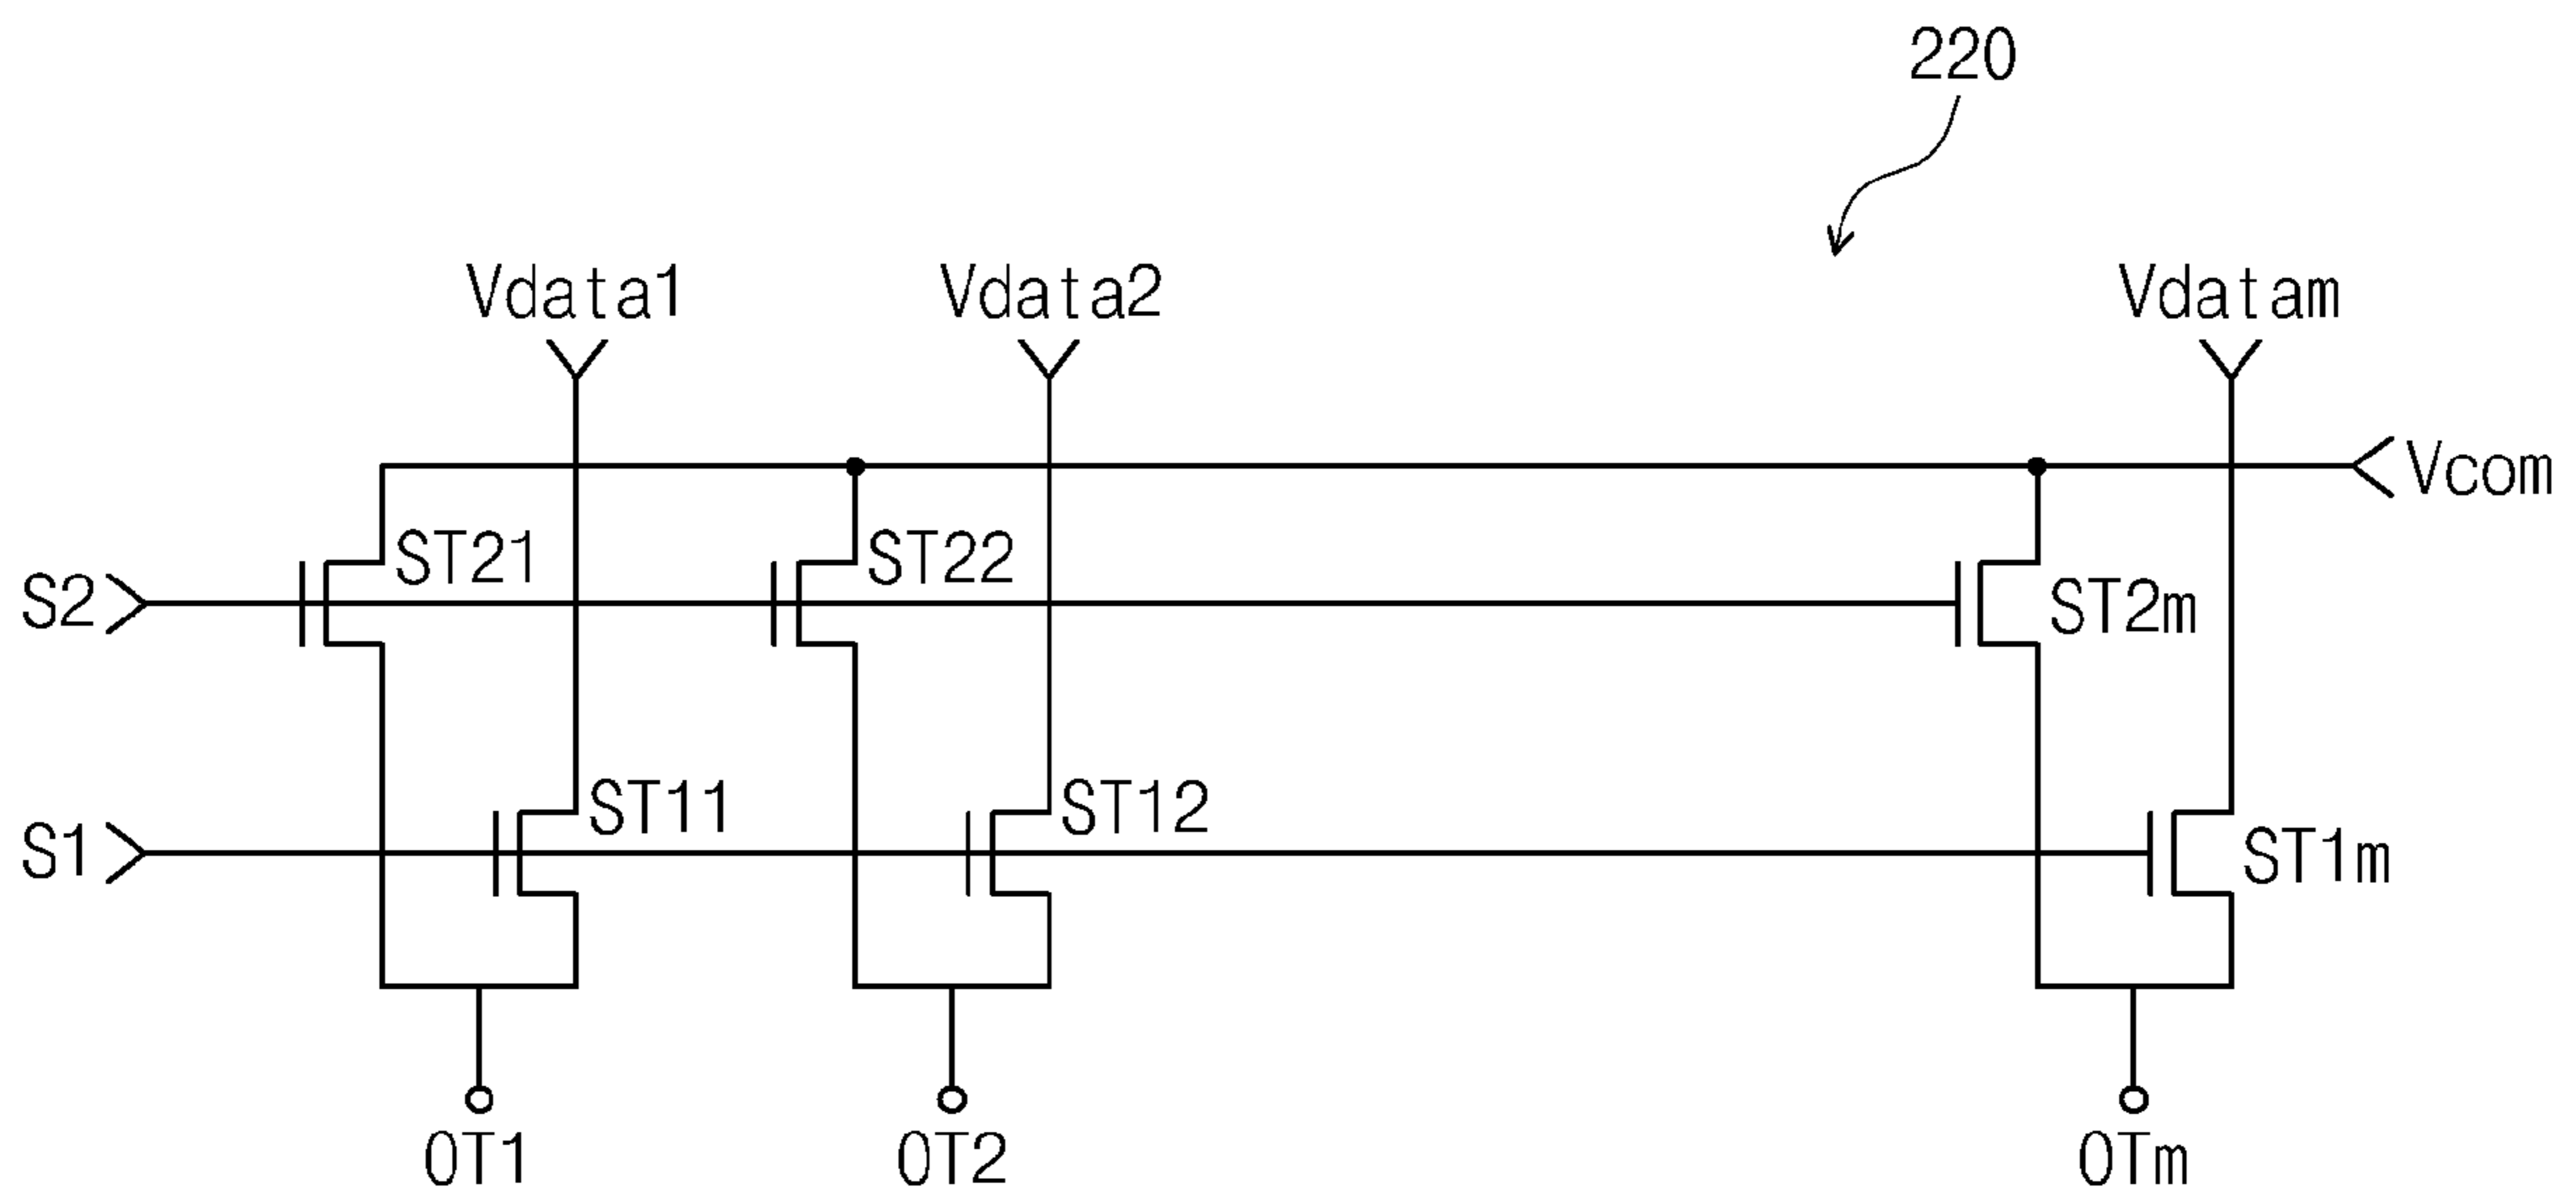 220
Vdata1 Vdata2 Vdatam
Vcom
ST21 ST22
S2 ST2m
ST11 ST12
S1 ST1m
OT1 OT2 OTm